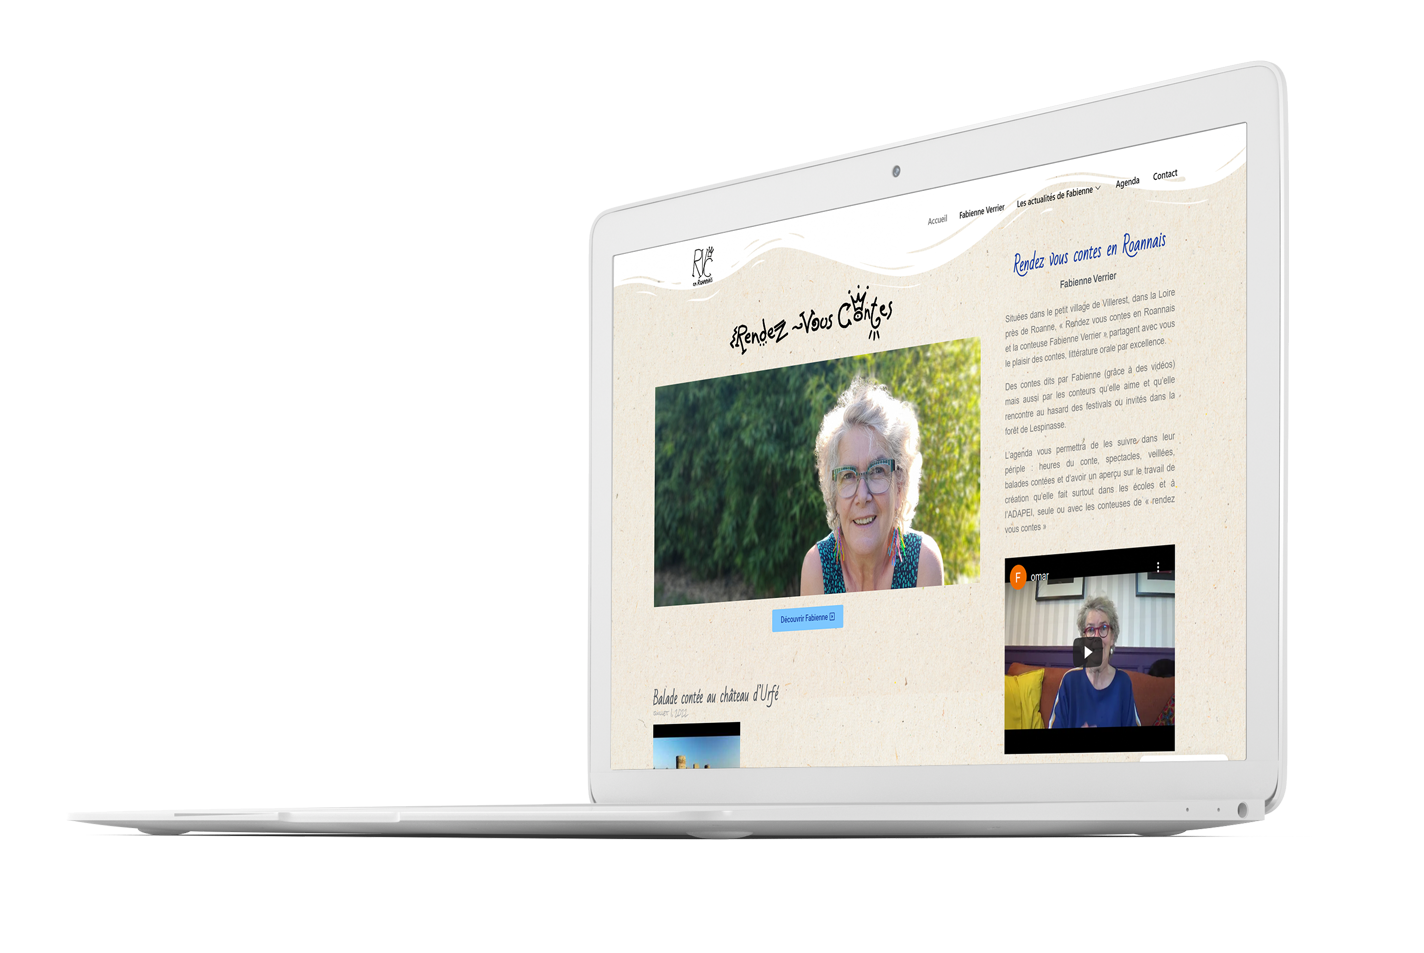 Accueil
Fabienne Verrier
Les actualités de Fabienne
Agenda
Contact
RVC
en Roannais
Rendez ~Vous Contes
Découvrir Fabienne
Balade contée au château d'Urfé
2022
Rendez vous contes en Roannais
Fabienne Verrier
Situées dans le petit village de Villerest, dans la Loire
près de Roanne, « Rendez vous contes en Roannais
et la conteuse Fabienne Verrier » partagent avec vous
le plaisir des contes, littérature orale par excellence.
Des contes dits par Fabienne (grâce à des vidéos)
mais aussi par les conteurs qu'elle aime et qu'elle
rencontre au hasard des festivals ou invités dans la
forêt de Lespinasse.
L'agenda vous permettra de les suivre dans leur
périple : heures du conte, spectacles, veillées,
balades contées et d'avoir un aperçu sur le travail de
création qu'elle fait surtout dans les écoles et à
l'ADAPEI, seule ou avec les conteuses de « rendez
vous contes »
F omar